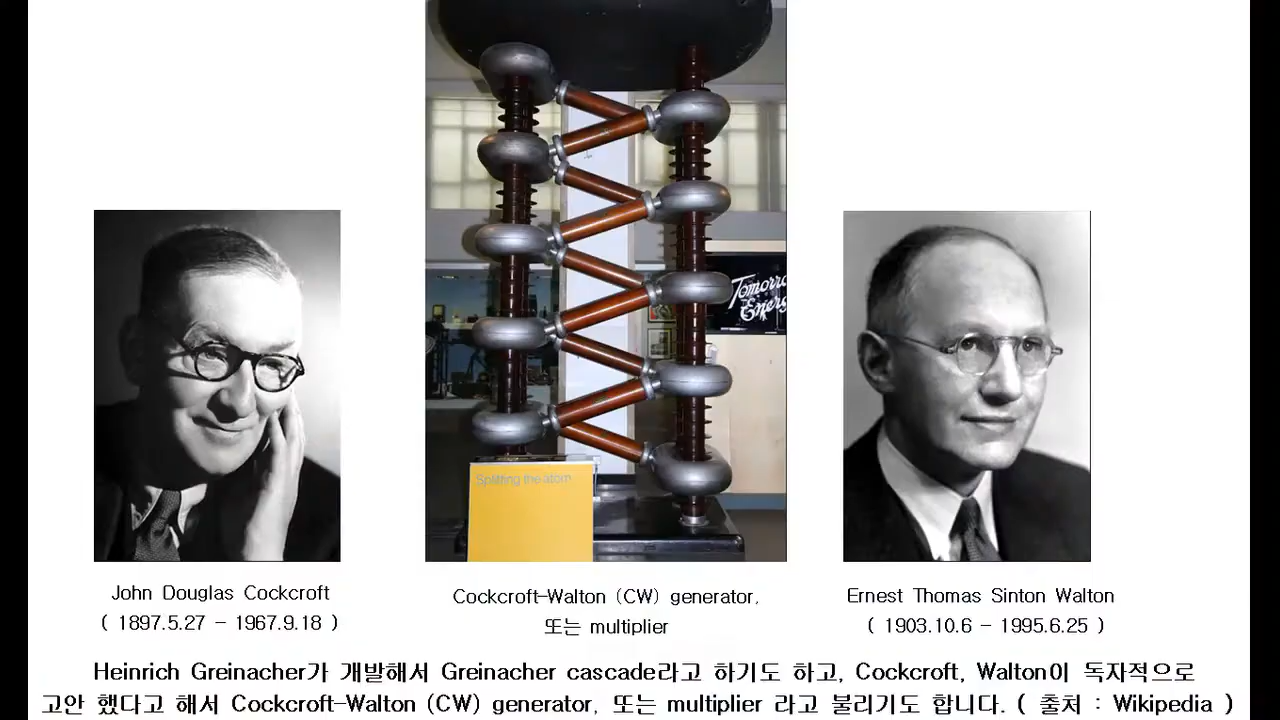 Tomorro
Energ
Splitting the atom
John Douglas Cockcroft
( 1897.5.27 - 1967.9.18 )
Cockcroft-Walton (CW) generator,
또는 multiplier
Ernest Thomas Sinton Walton
( 1903.10.6 - 1995.6.25 )
Heinrich Greinacher가 개발해서 Greinacher cascade라고 하기도 하고, Cockcroft, Walton이 독자적으로
고안 했다고 해서 Cockcroft-Walton (CW) generator, 또는 multiplier 라고 불리기도 합니다. ( 출처 : Wikipedia )